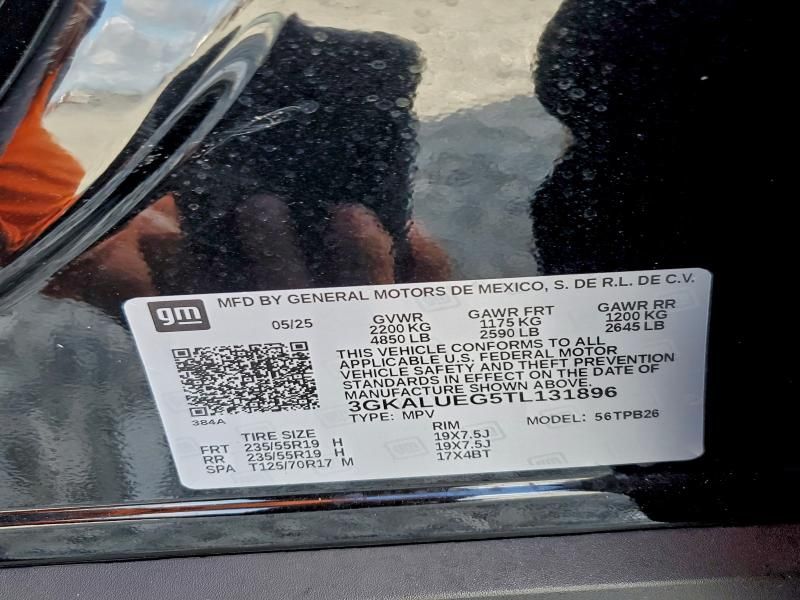 gm
MFD BY GENERAL MOTORS DE MEXICO, S. DE R.L. DE C.V.
05/25
GVWR
2200 KG
4850 LB
GAWR FRT
1175 KG
2590 LB
GAWR RR
1200 KG
2645 LB
THIS VEHICLE CONFORMS TO ALL
APPLICABLE U.S. FEDERAL MOTOR
VEHICLE SAFETY AND THEFT PREVENTION
STANDARDS IN EFFECT ON THE DATE OF
MANUFACTURE SHOWN ABOVE.
3GKALUEG5TL131896
384A
TYPE: MPV
MODEL: 56TPB26
TIRE SIZE
RIM
FRT 235/55R19 H 19X7.5J
RR 235/55R19 H 19X7.5J
SPA T125/70R17 M 17X4BT